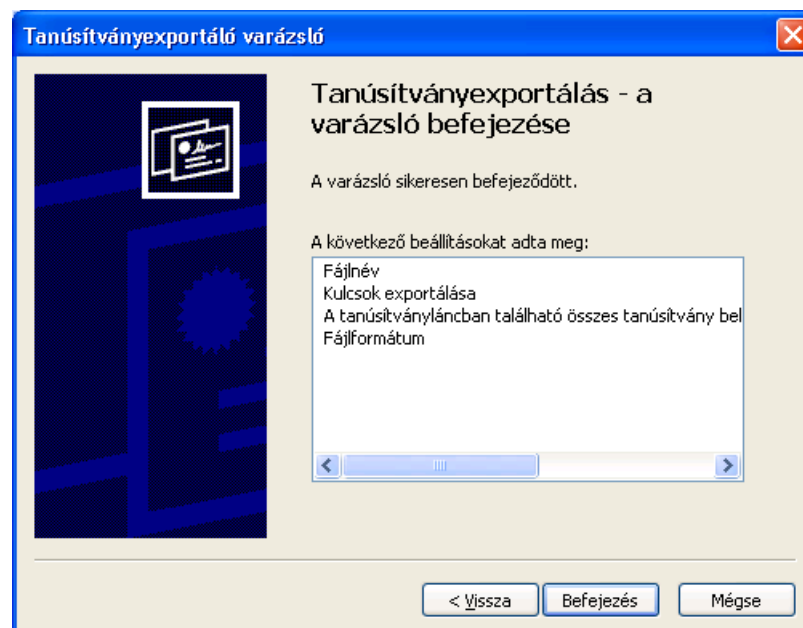 Tanúsítványexportáló varázsló
Tanúsítványexportálás - a
varázsló befejezése
A varázsló sikeresen befejeződött.
A következő beállításokat adta meg:
Fájlnév
Kulcsok exportálása
A tanúsítványláncban található összes tanúsítvány bel
Fájlformátum
< Vissza
Befejezés
Mégse